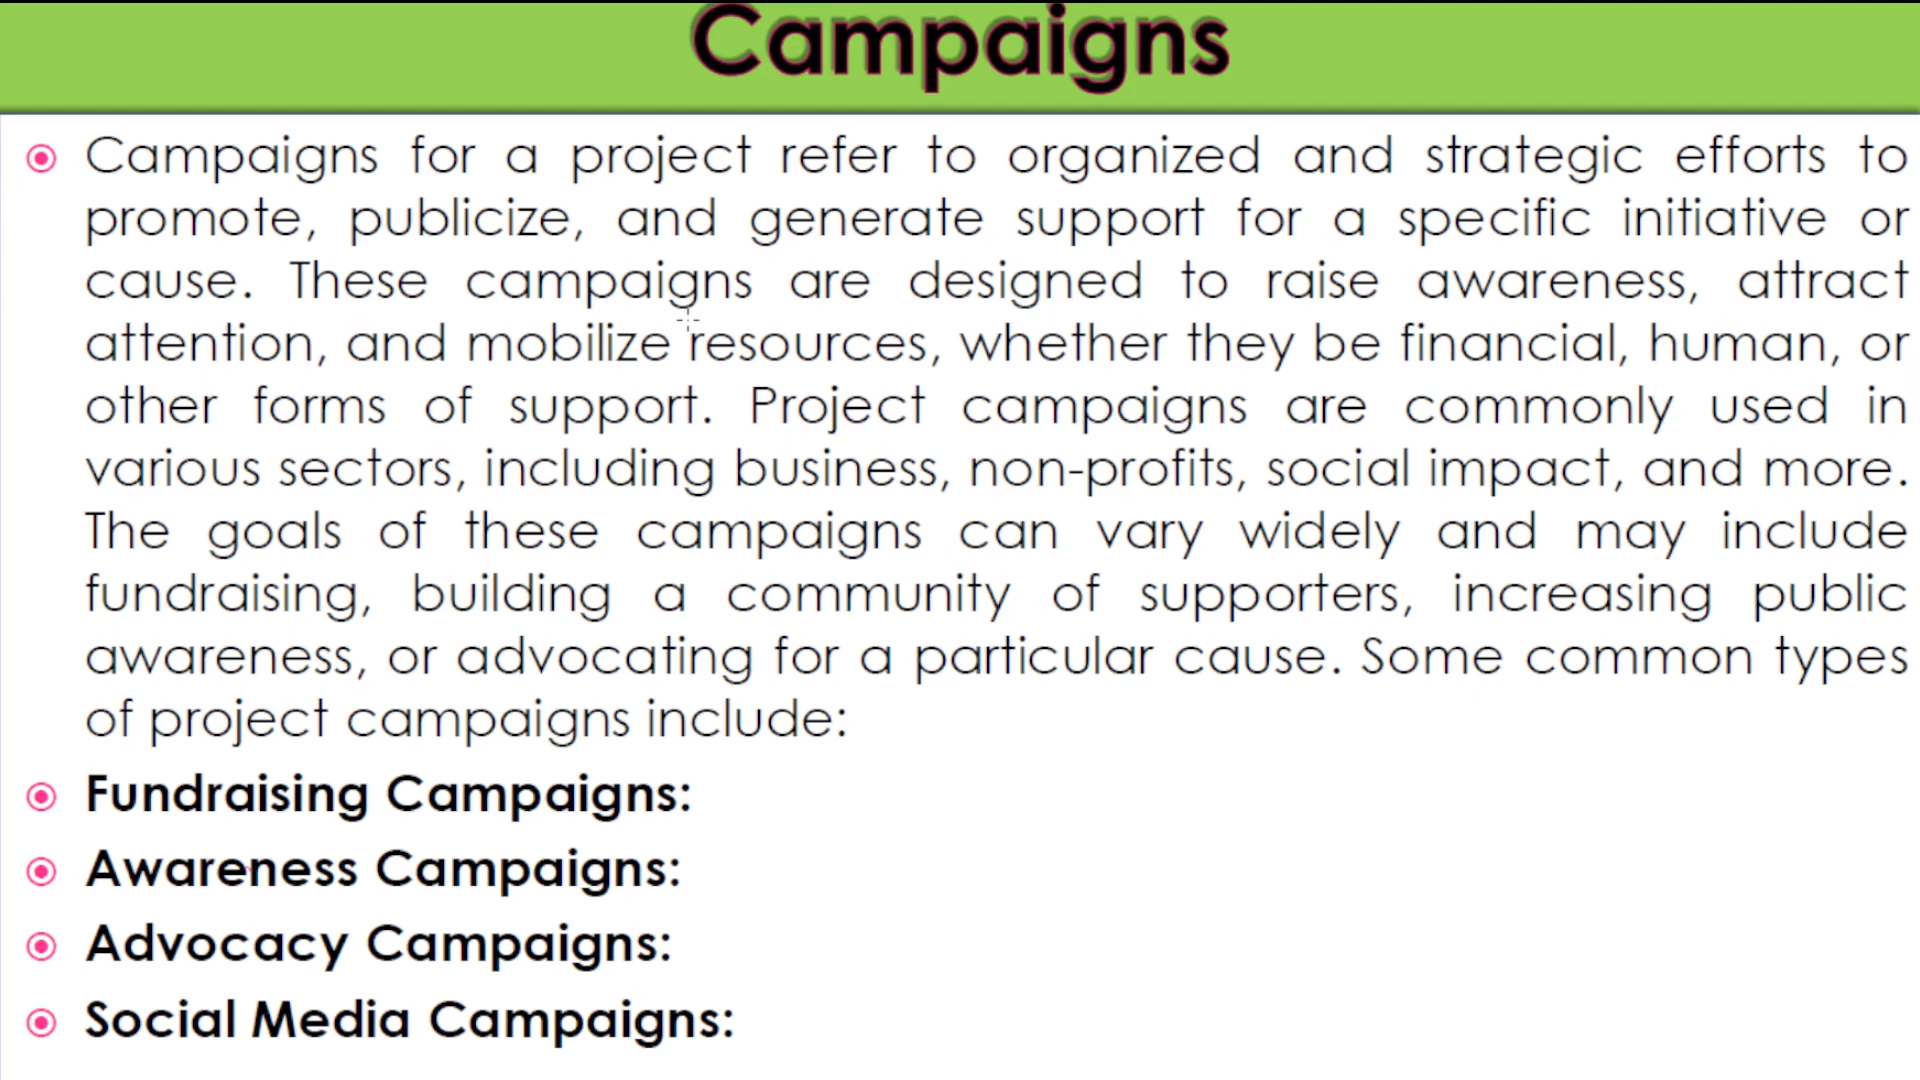 Campaigns
Campaigns for a project refer to organized and strategic efforts to
promote, publicize, and generate support for a specific initiative or
cause. These campaigns are designed to raise awareness, attract
attention, and mobilize resources, whether they be financial, human, or
other forms of support. Project campaigns are commonly used in
various sectors, including business, non-profits, social impact, and more.
The goals of these campaigns can vary widely and may include
fundraising, building a community of supporters, increasing public
awareness, or advocating for a particular cause. Some common types
of project campaigns include:
Fundraising Campaigns:
Awareness Campaigns:
Advocacy Campaigns:
Social Media Campaigns: